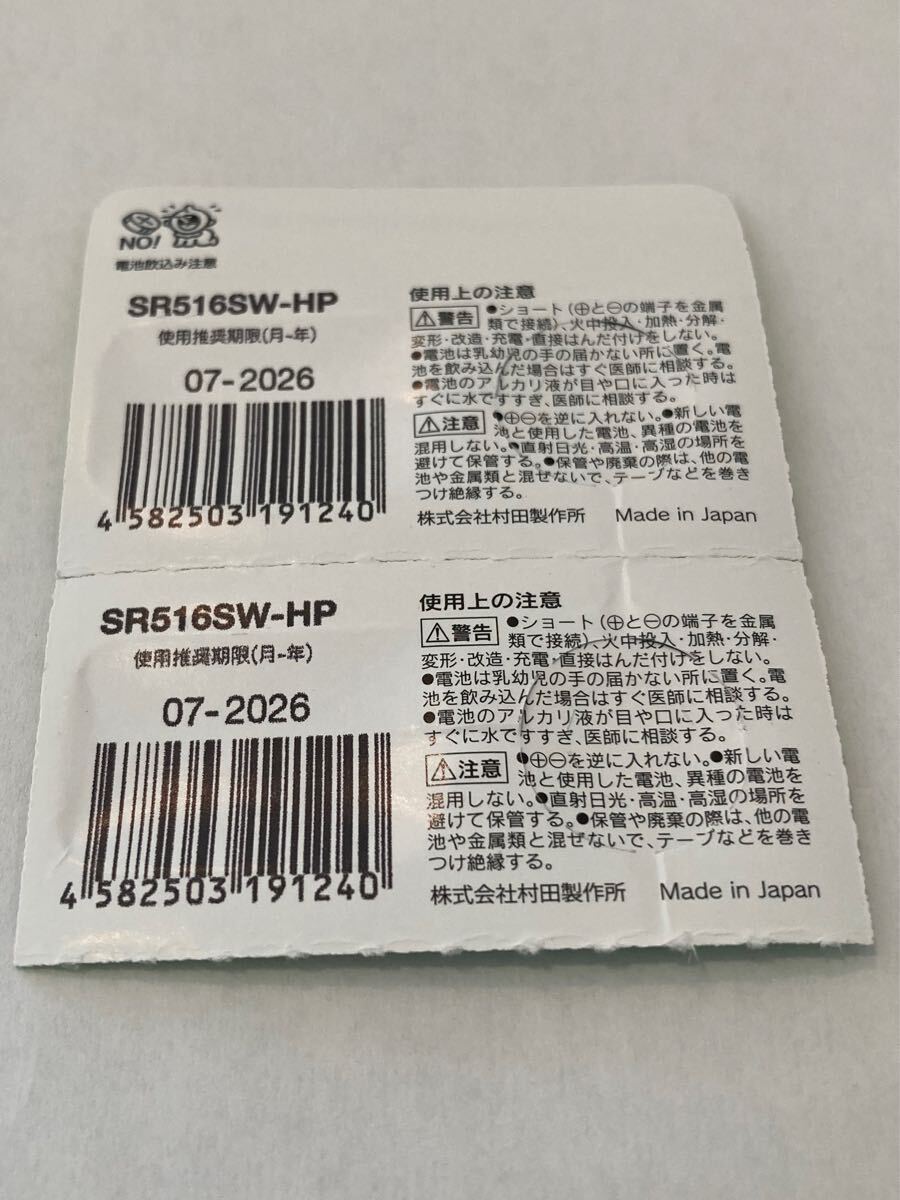 NO!
電池飲込み注意
SR516SW-HP
使用推奨期限(月-年)
07-2026
4 582503 191240
使用上の注意
⚠警告 ●ショート(⊕と⊖の端子を金属
類で接続)、火中投入・加熱・分解・
変形・改造・充電・直接はんだ付けをしない。
●電池は乳幼児の手の届かない所に置く。電
池を飲み込んだ場合はすぐ医師に相談する。
●電池のアルカリ液が目や口に入った時は
すぐに水ですすぎ、医師に相談する。
⚠注意 ●⊕⊖を逆に入れない。●新しい電
池と使用した電池、異種の電池を
混用しない。●直射日光・高温・高湿の場所を
避けて保管する。●保管や廃棄の際は、他の電
池や金属類と混ぜないで、テープなどを巻き
つけ絶縁する。
株式会社村田製作所 Made in Japan
SR516SW-HP
使用推奨期限(月-年)
07-2026
4 582503 191240
使用上の注意
⚠警告 ●ショート(⊕と⊖の端子を金属
類で接続)、火中投入・加熱・分解・
変形・改造・充電・直接はんだ付けをしない。
●電池は乳幼児の手の届かない所に置く。電
池を飲み込んだ場合はすぐ医師に相談する。
●電池のアルカリ液が目や口に入った時は
すぐに水ですすぎ、医師に相談する。
⚠注意 ●⊕⊖を逆に入れない。●新しい電
池と使用した電池、異種の電池を
混用しない。●直射日光・高温・高湿の場所を
避けて保管する。●保管や廃棄の際は、他の電
池や金属類と混ぜないで、テープなどを巻き
つけ絶縁する。
株式会社村田製作所 Made in Japan